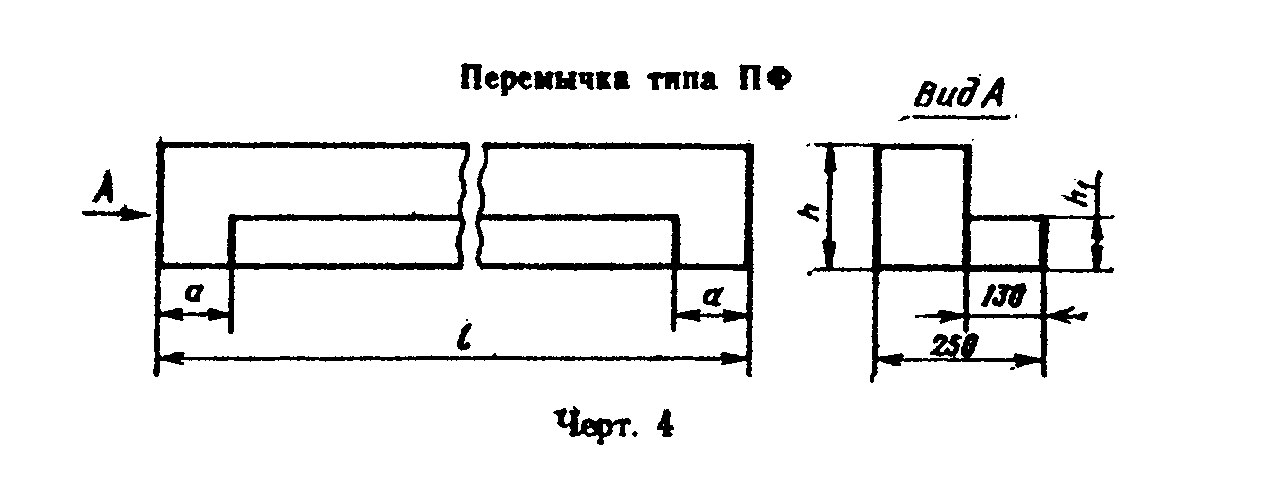 Перемычка типа ПФ
Вид А
А
h
h₁
а
а
130
l
250
Черт. 4